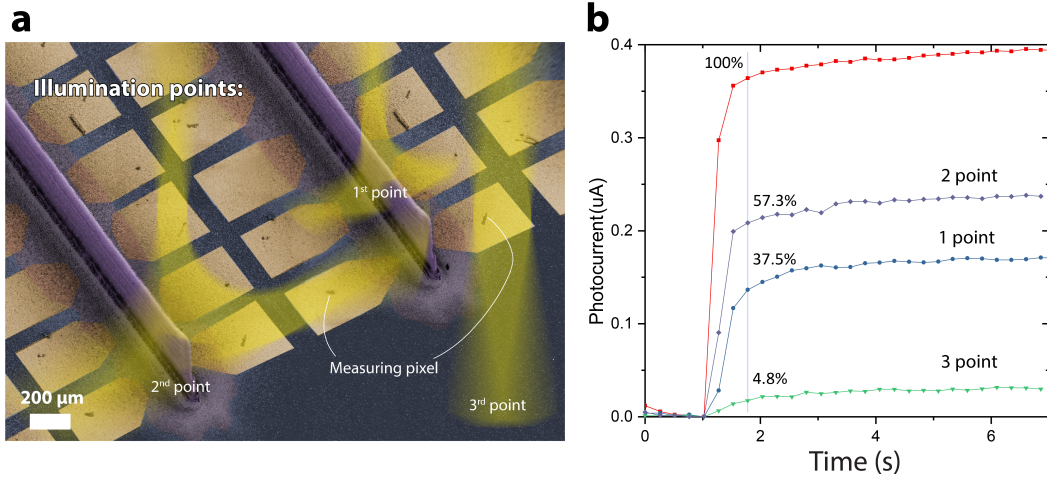 a
Illumination points:
1st point
Measuring pixel
2nd point
3rd point
200 µm
b
Photocurrent(uA)
0.4
0.3
0.2
0.1
0.0
100%
57.3%
2 point
37.5%
1 point
4.8%
3 point
0
2
4
6
Time (s)